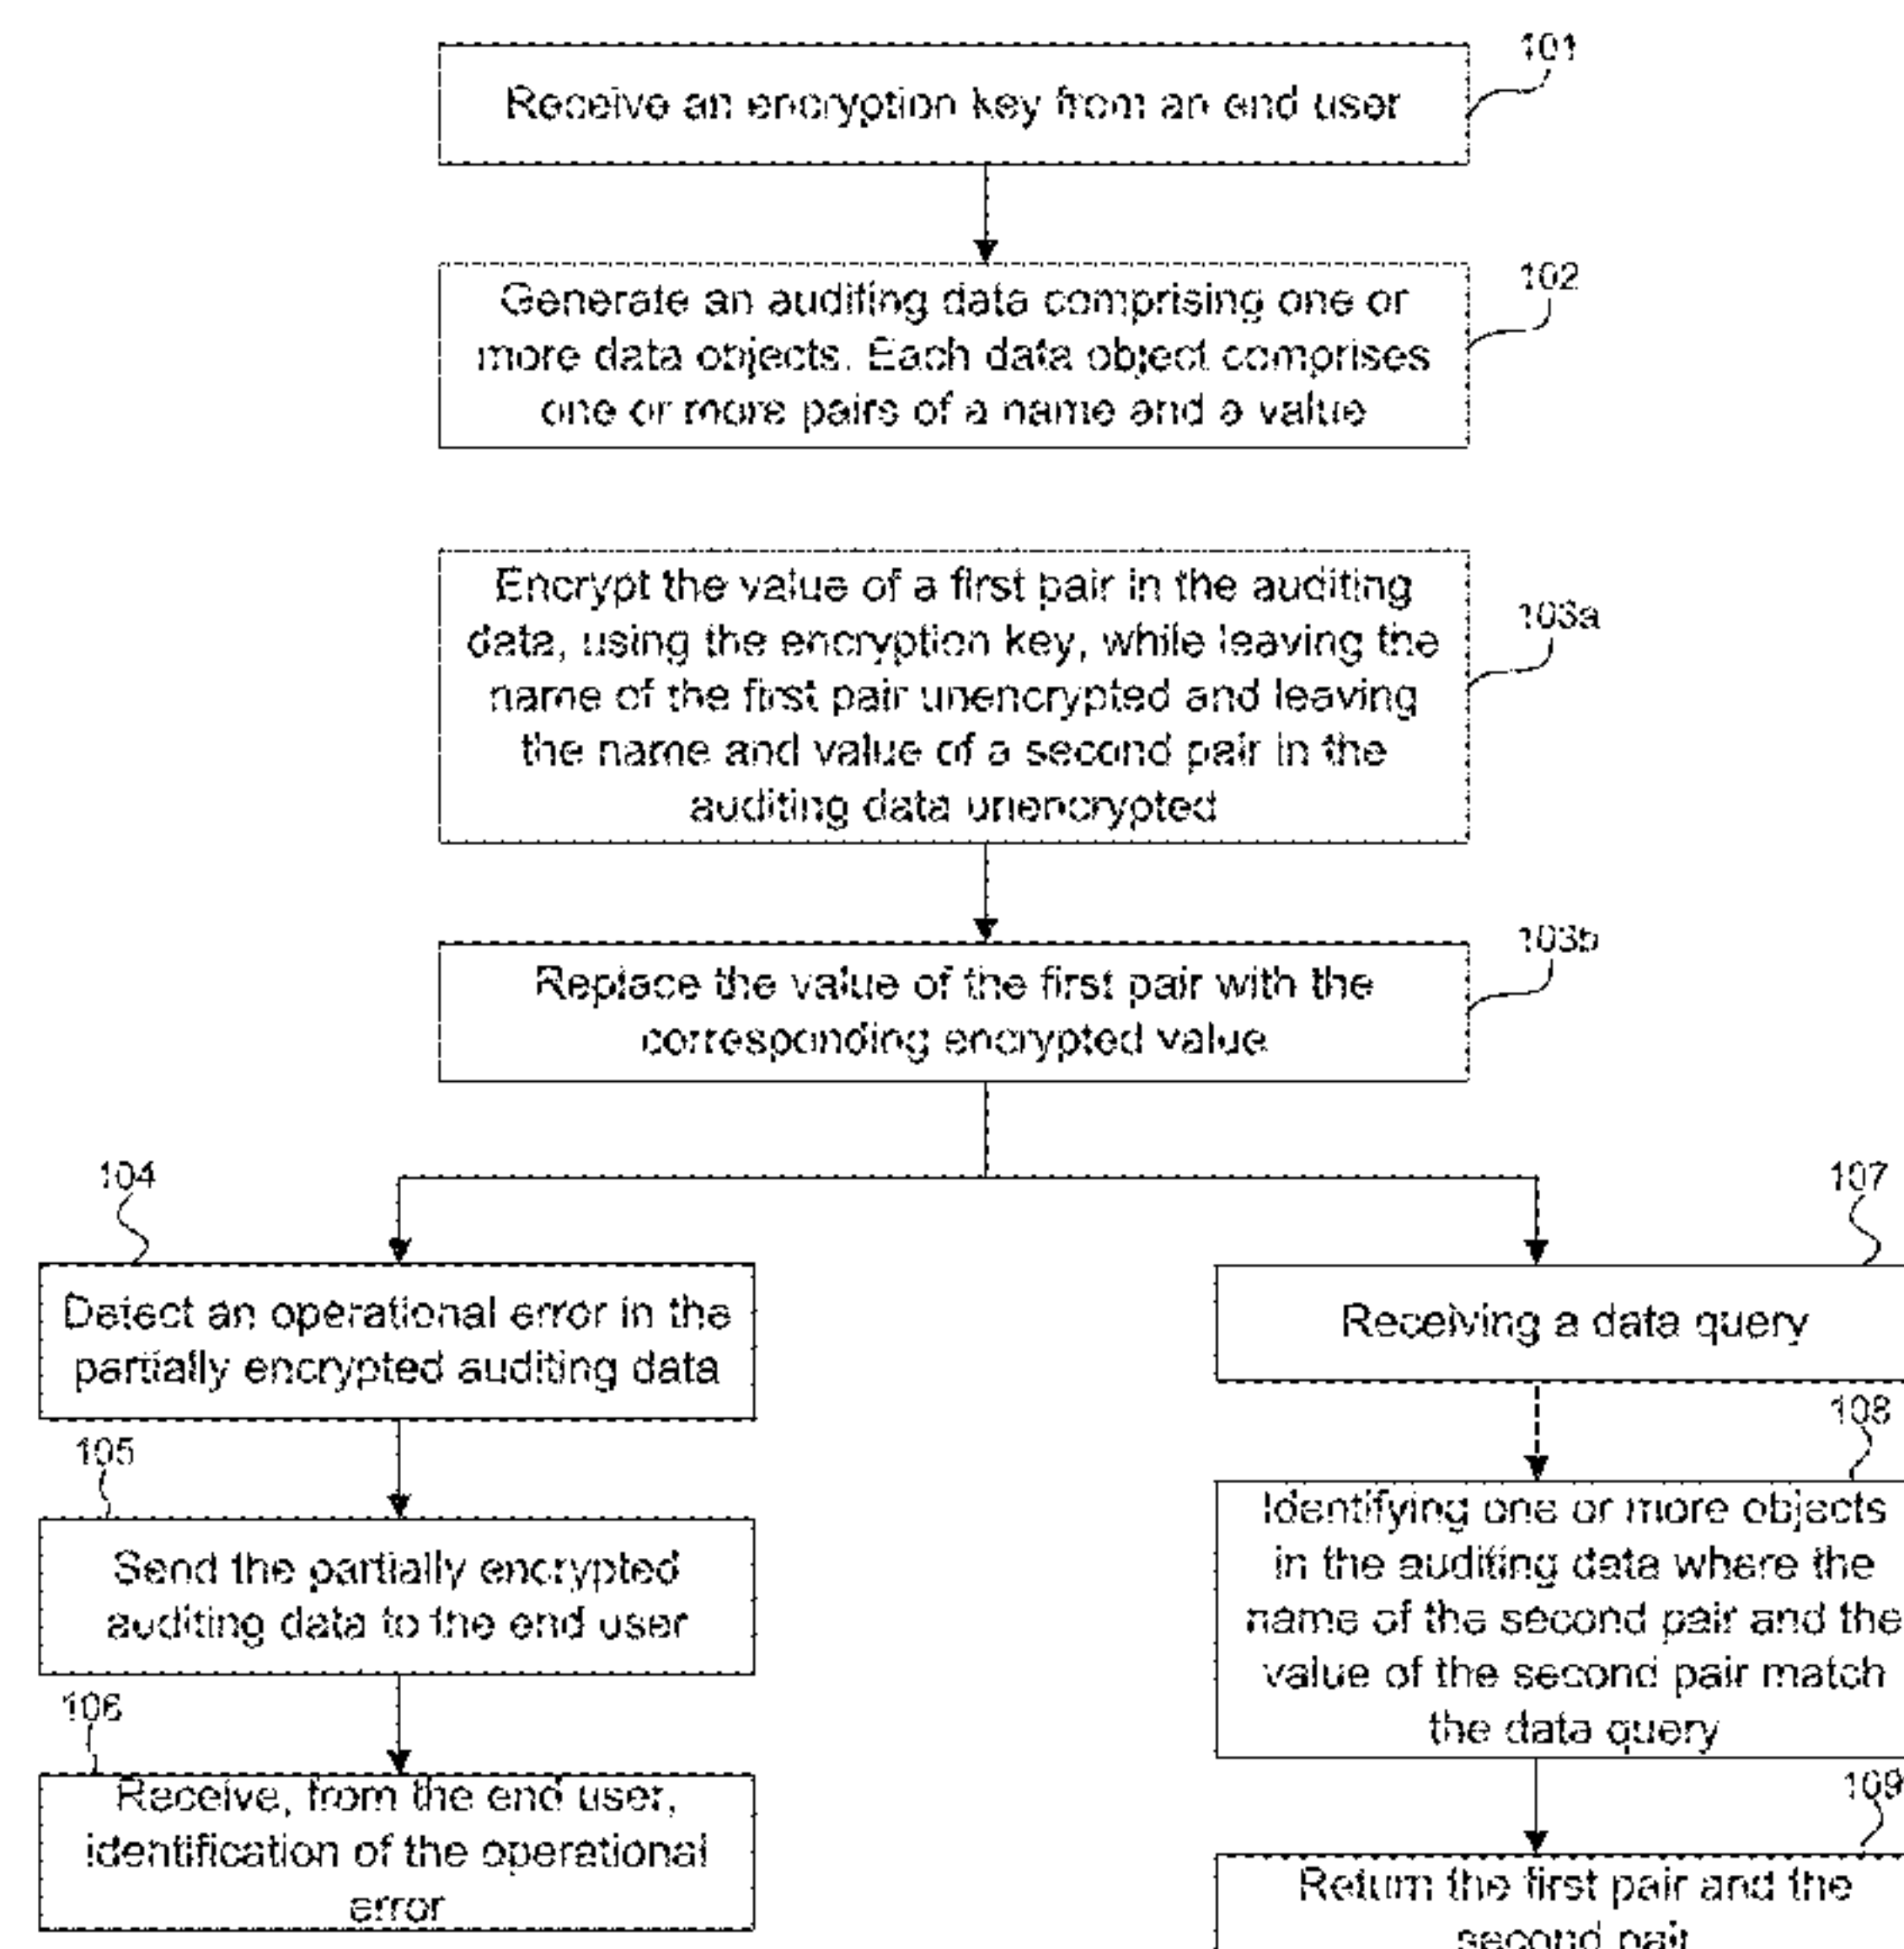 101
Receive an encryption key from an end user
102
Generate an auditing data comprising one or
more data objects. Each data object comprises
one or more pairs of a name and a value
103a
Encrypt the value of a first pair in the auditing
data, using the encryption key, while leaving the
name of the first pair unencrypted and leaving
the name and value of a second pair in the
auditing data unencrypted
103b
Replace the value of the first pair with the
corresponding encrypted value
104
Detect an operational error in the
partially encrypted auditing data
105
Send the partially encrypted
auditing data to the end user
106
Receive, from the end user,
identification of the operational
error
107
Receiving a data query
108
Identifying one or more objects
in the auditing data where the
name of the second pair and the
value of the second pair match
the data query
109
Return the first pair and the
second pair